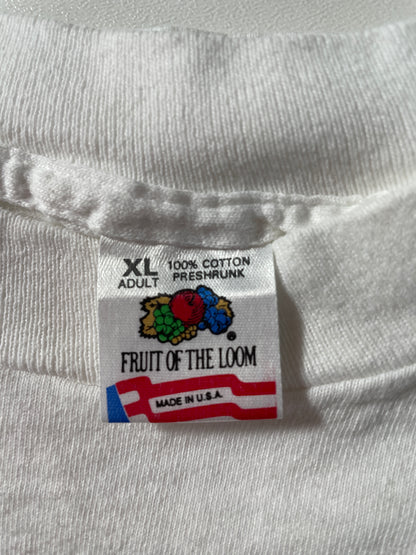 XL 100% COTTON
ADULT PRESHRUNK
®
FRUIT OF THE LOOM
MADE IN U.S.A.